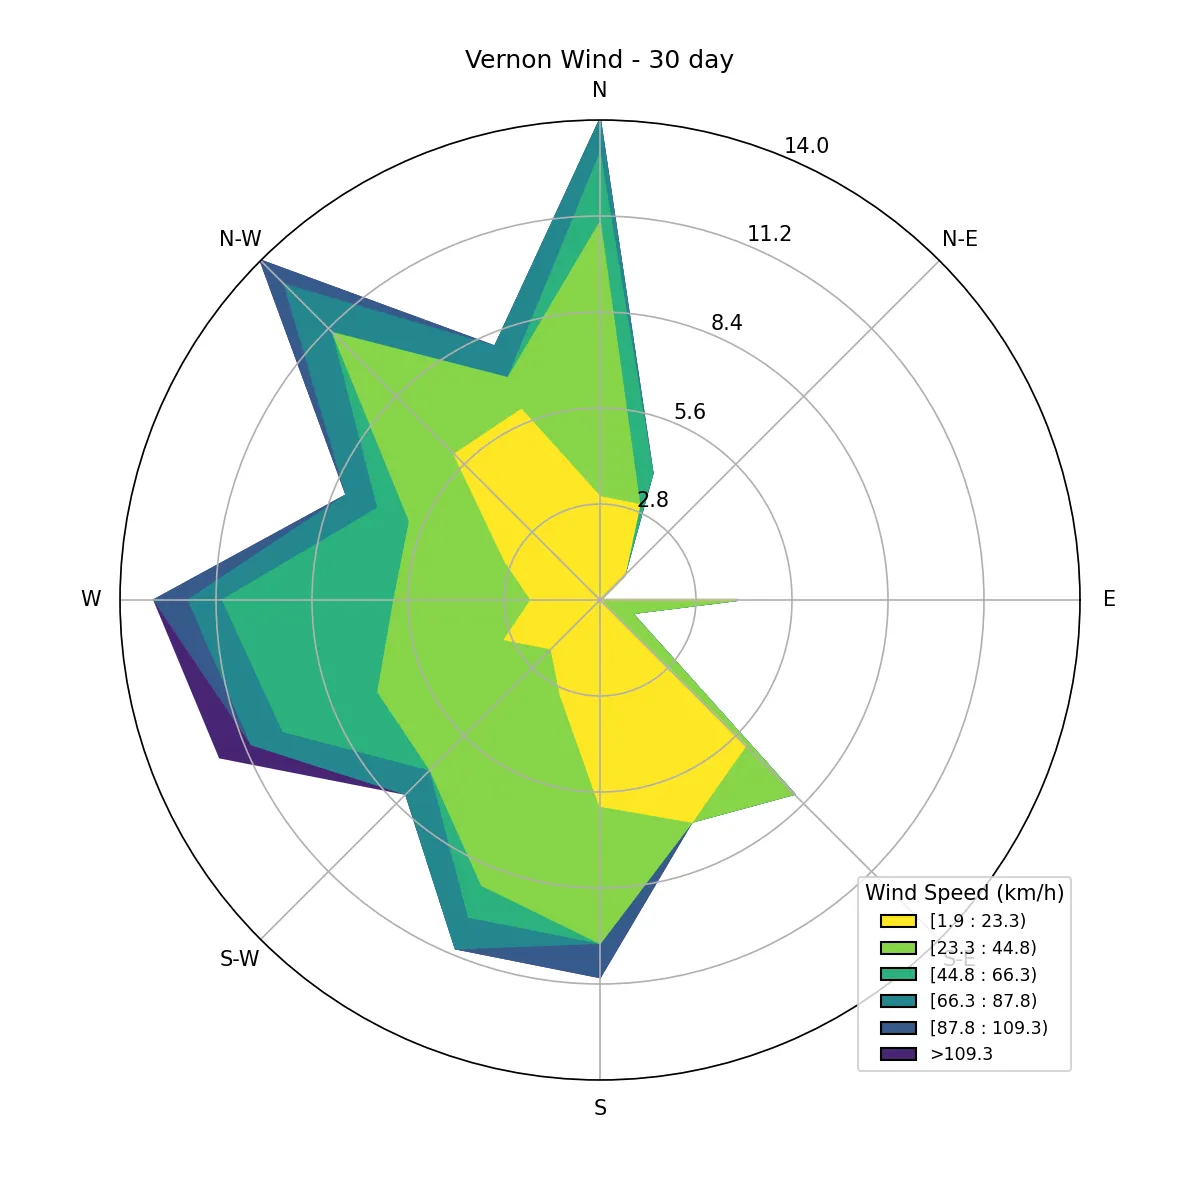 Vernon Wind - 30 day
N
14.0
N-W
11.2
N-E
8.4
5.6
2.8
W
E
Wind Speed (km/h)
[1.9 : 23.3)
[23.3 : 44.8)
S-W
S-E
[44.8 : 66.3)
[66.3 : 87.8)
[87.8 : 109.3)
>109.3
S